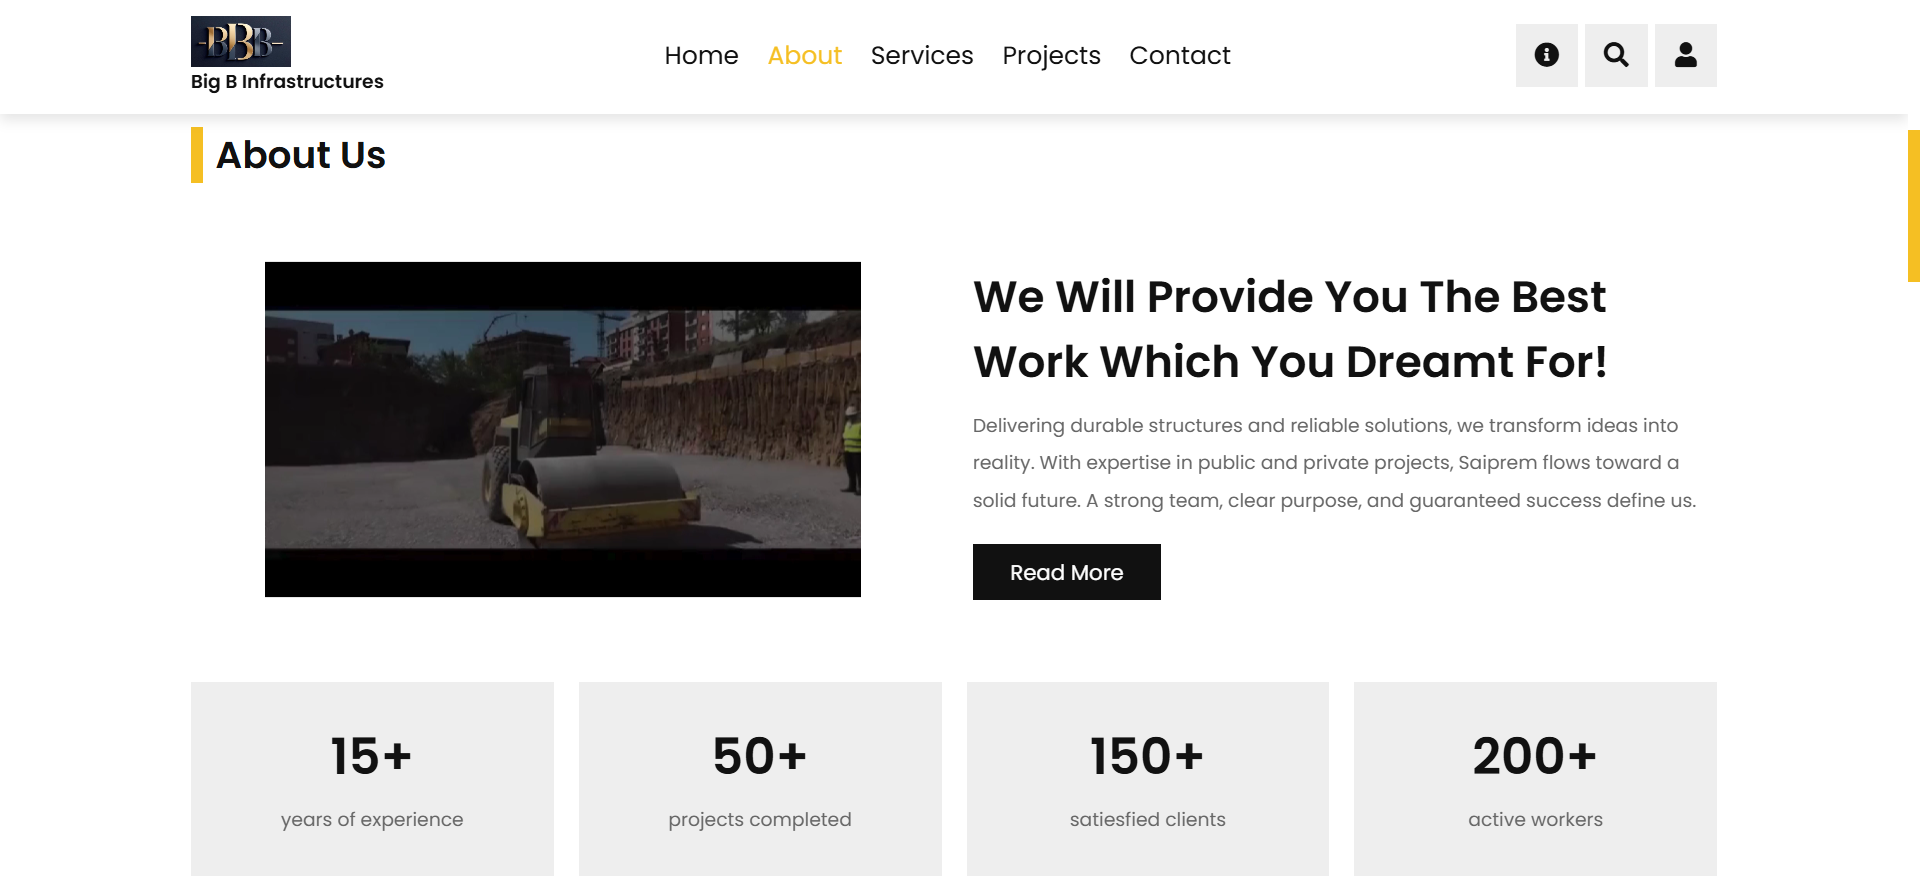 -BBB-
Big B Infrastructures
Home About Services Projects Contact
About Us
We Will Provide You The Best
Work Which You Dreamt For!
Delivering durable structures and reliable solutions, we transform ideas into
reality. With expertise in public and private projects, Saiprem flows toward a
solid future. A strong team, clear purpose, and guaranteed success define us.
Read More
15+
years of experience
50+
projects completed
150+
satiesfied clients
200+
active workers